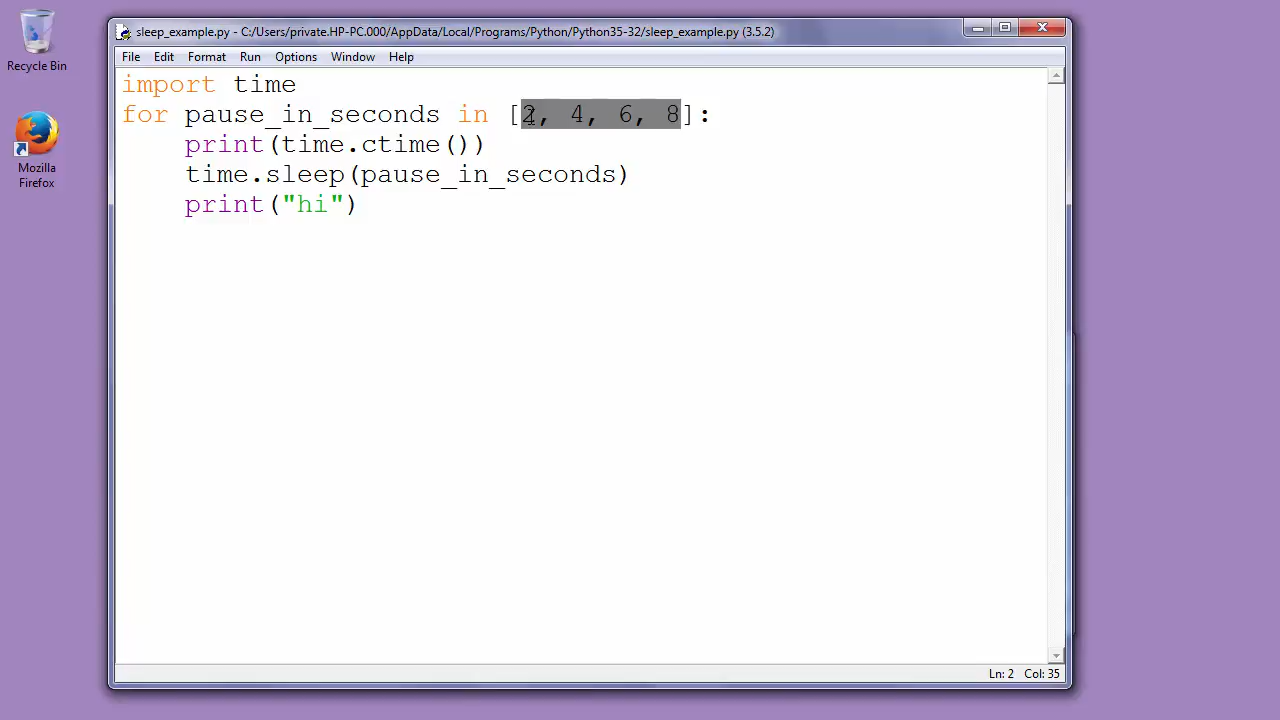 Recycle Bin
Mozilla
Firefox
sleep_example.py - C:/Users/private.HP-PC.000/AppData/Local/Programs/Python/Python35-32/sleep_example.py (3.5.2)
File Edit Format Run Options Window Help
import time
for pause_in_seconds in [2, 4, 6, 8]:
    print(time.ctime())
    time.sleep(pause_in_seconds)
    print("hi")
Ln: 2 Col: 35